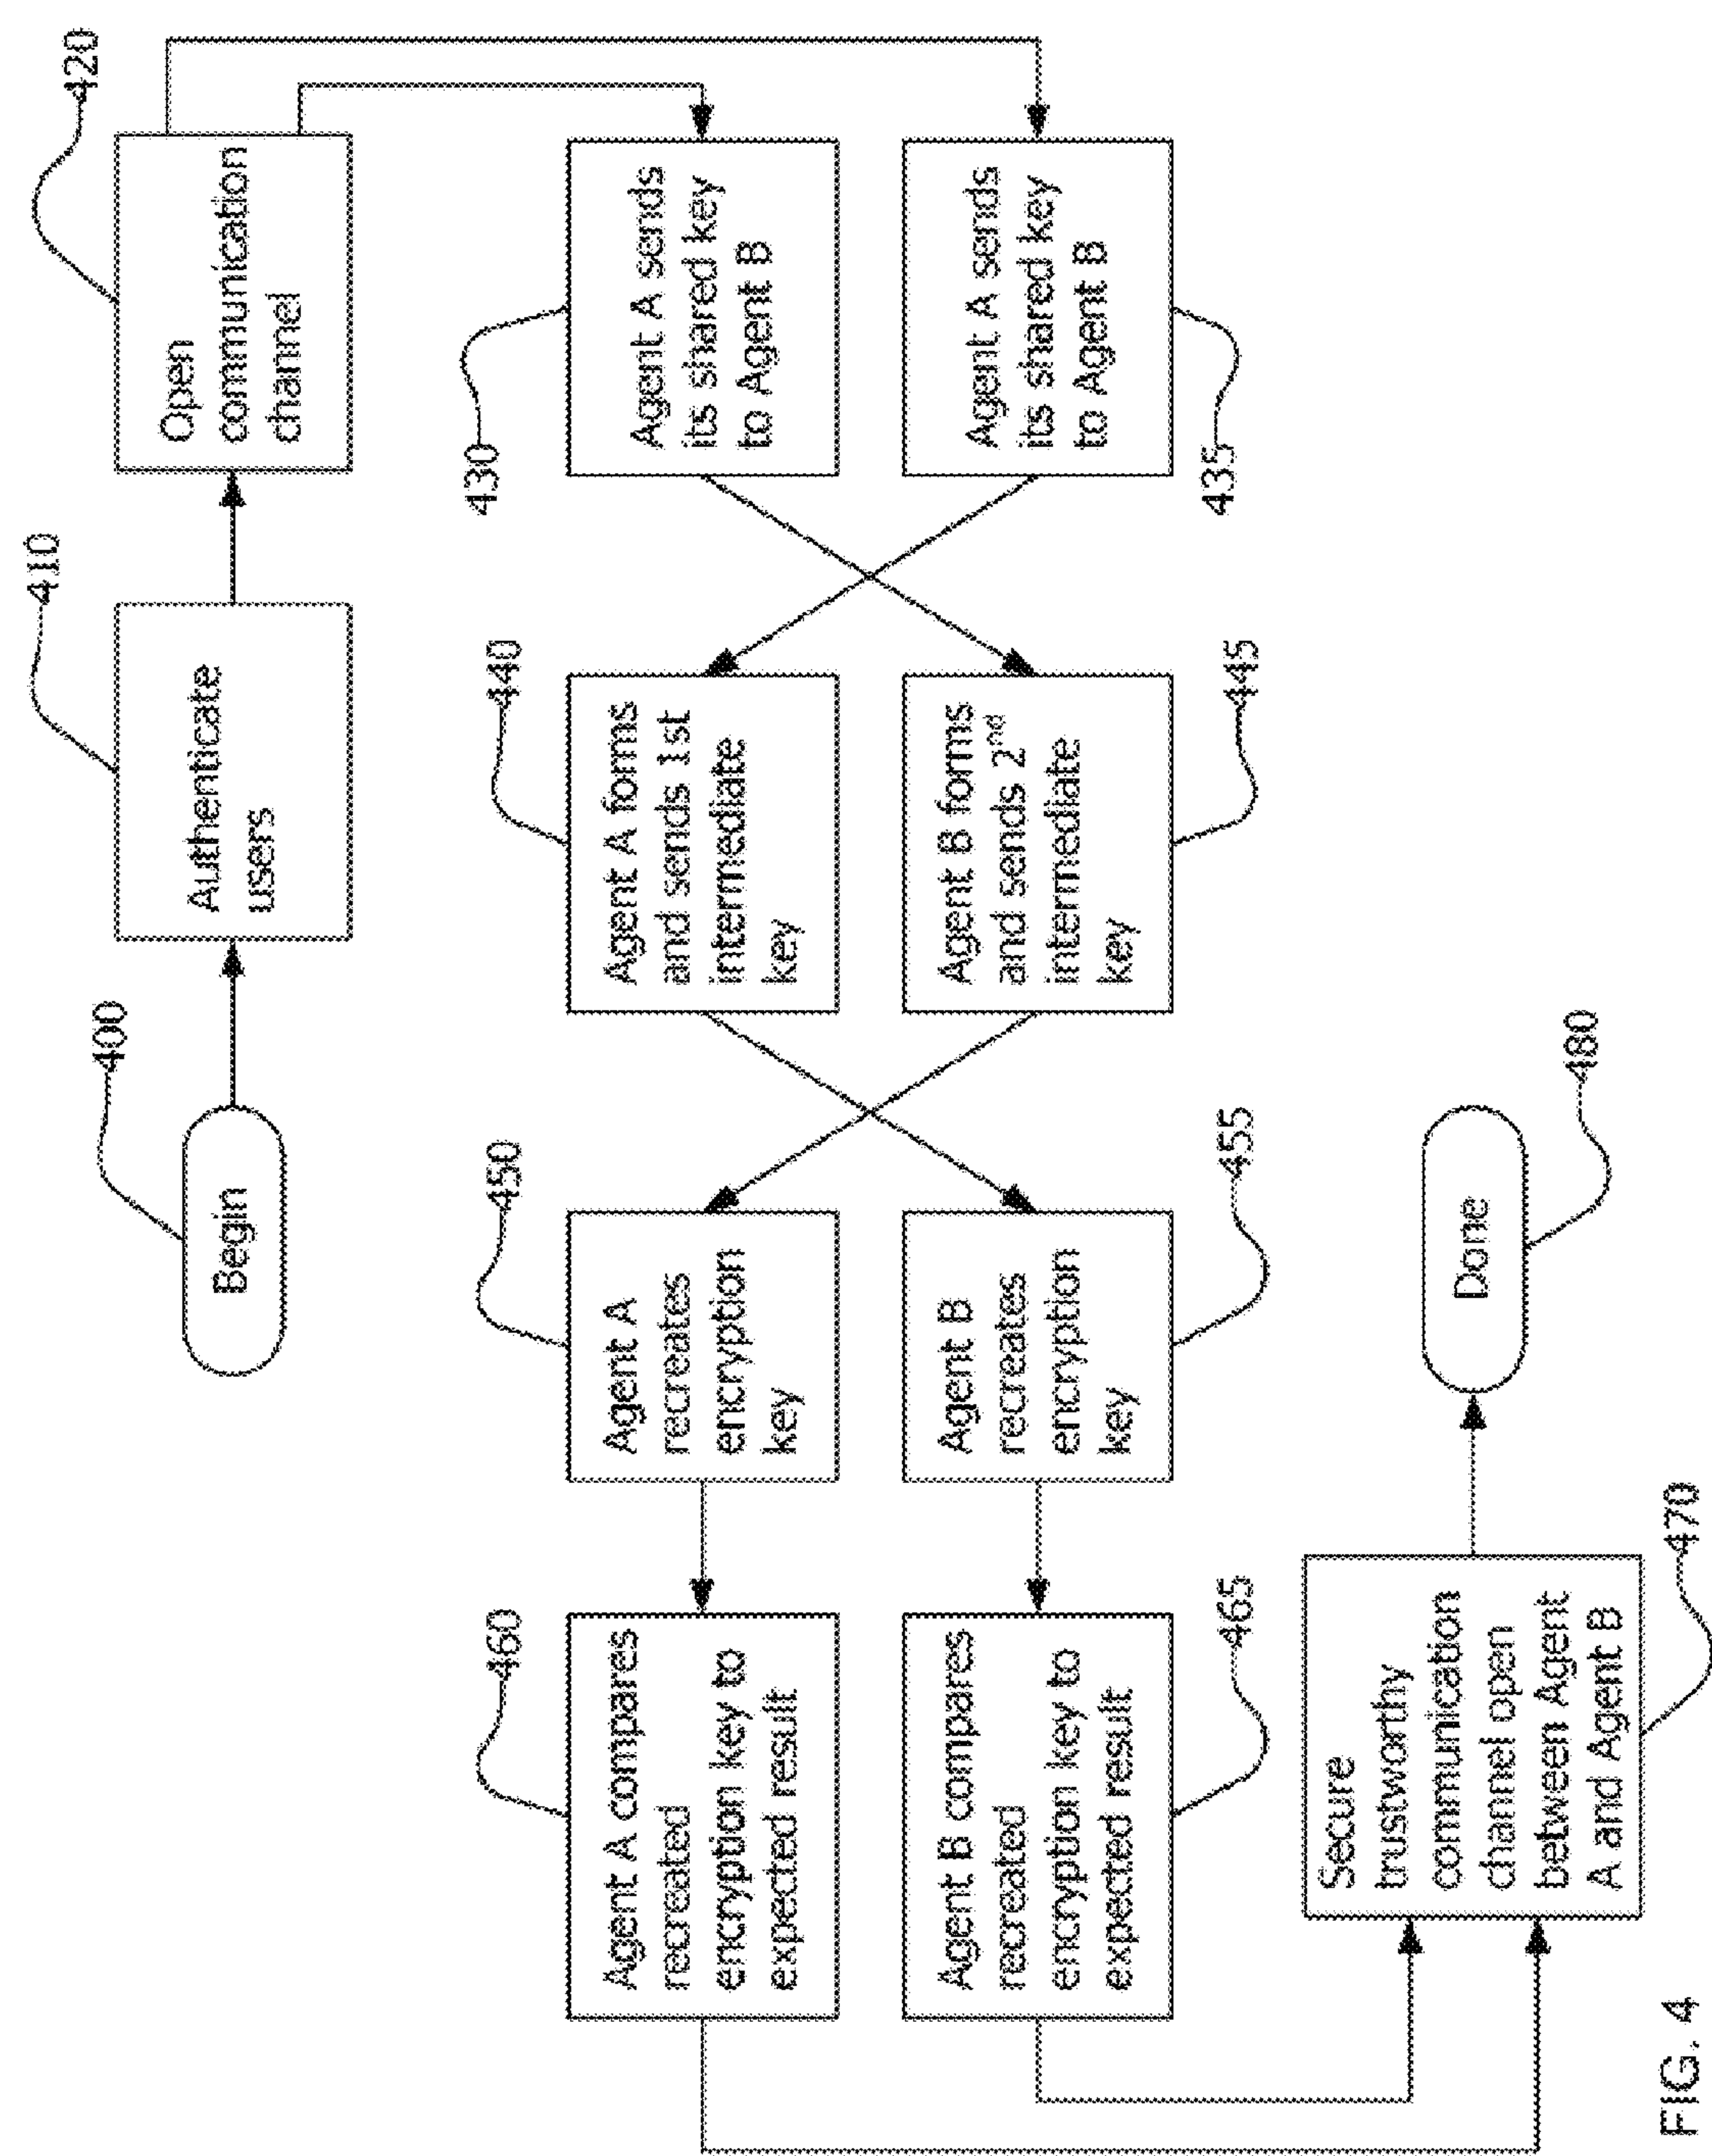 400
Begin
410
Authenticate
users
420
Open
communication
channel
430
Agent A sends
its shared key
to Agent B
435
Agent A sends
its shared key
to Agent B
440
Agent A foms
and sends 1st
intermediate
key
445
Agent B foms
and sends 2nd
intermediate
key
450
Agent A
recreates
encryption
key
455
Agent B
recreates
encryption
key
460
Agent A compares
recreated
encryption key to
expected result
465
Agent B compares
recreated
encryption key to
expected result
470
Secure
trustworthy
communication
channel open
between Agent
A and Agent B
480
Done
FIG. 4